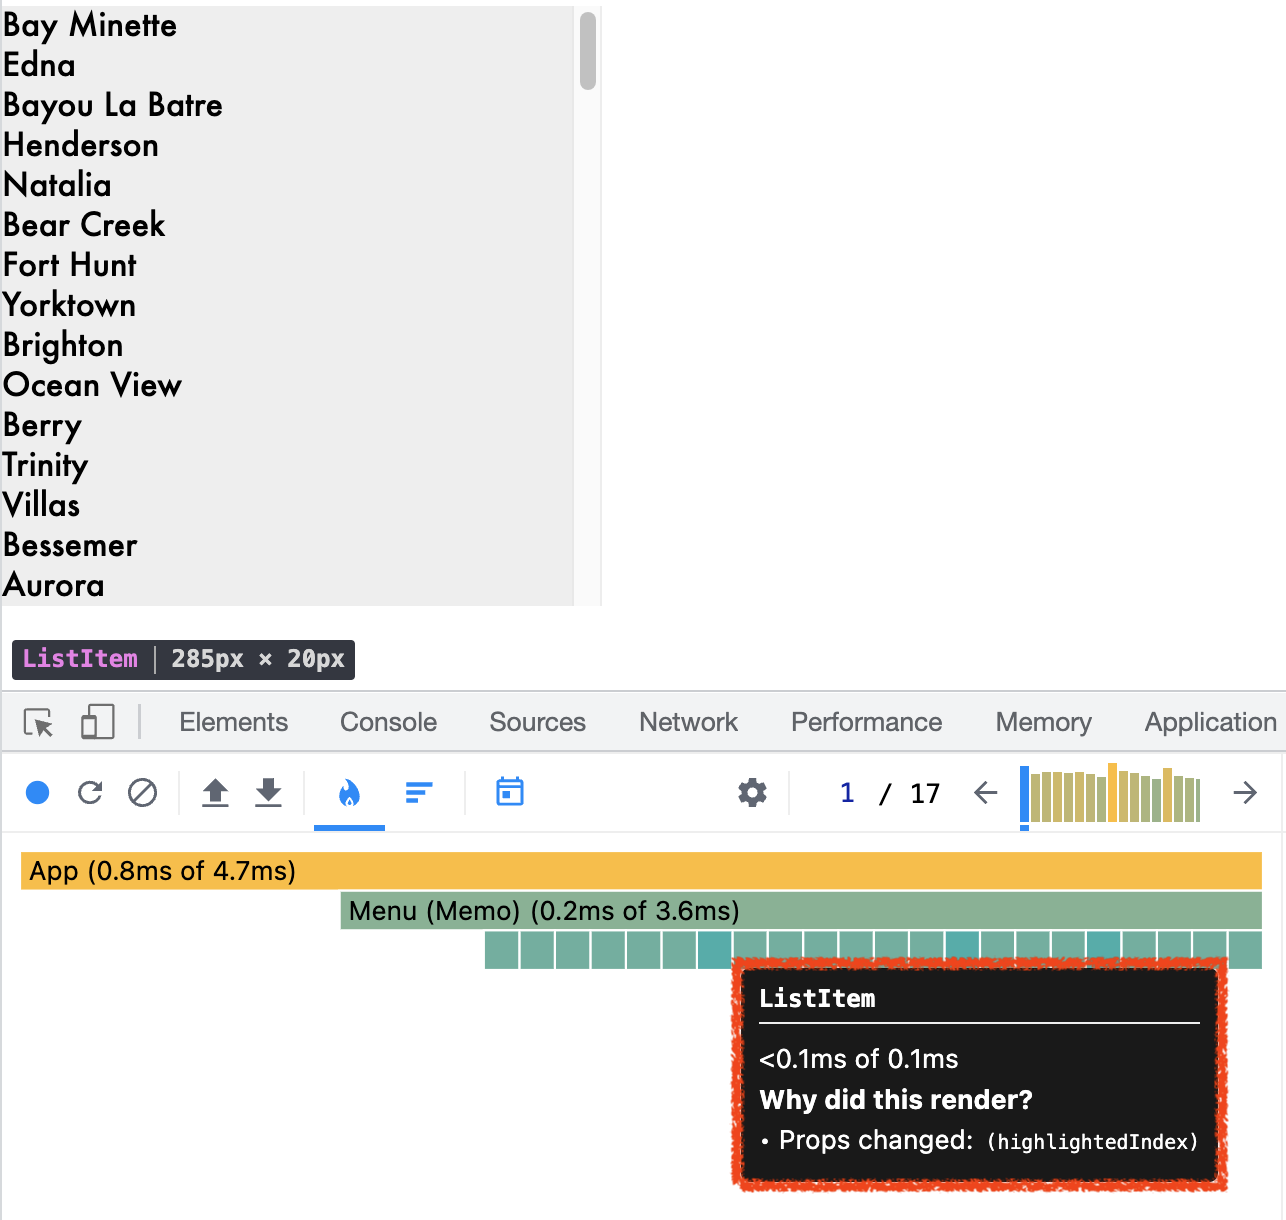 Bay Minette
Edna
Bayou La Batre
Henderson
Natalia
Bear Creek
Fort Hunt
Yorktown
Brighton
Ocean View
Berry
Trinity
Villas
Bessemer
Aurora
ListItem | 285px × 20px
Elements Console Sources Network Performance Memory Application
1 / 17
App (0.8ms of 4.7ms)
Menu (Memo) (0.2ms of 3.6ms)
ListItem
<0.1ms of 0.1ms
Why did this render?
• Props changed: (highlightedIndex)